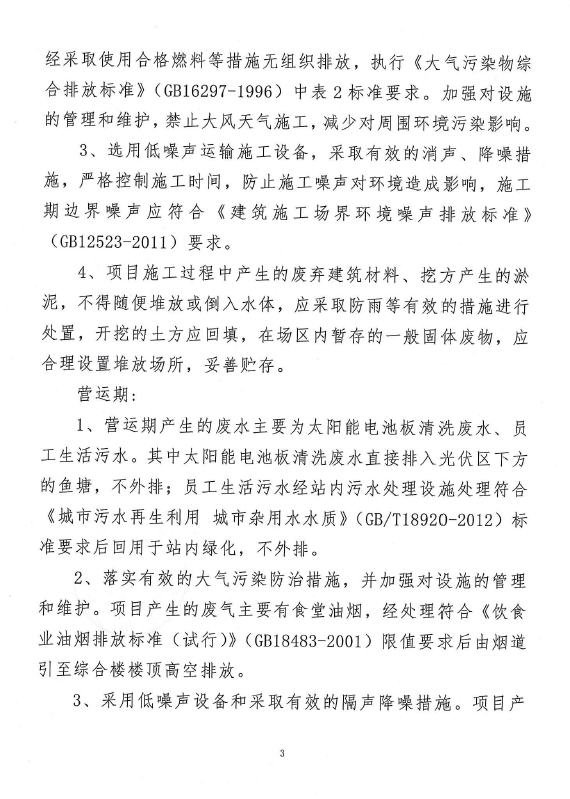 经采取使用合格燃料等措施无组织排放，执行《大气污染物综
合排放标准》（GB16297-1996）中表2标准要求。加强对设施
的管理和维护,禁止大风天气施工,减少对周围环境污染影响。
3、选用低噪声运输施工设备，采取有效的消声、降噪措
施，严格控制施工时间，防止施工噪声对环境造成影响，施工
期边界噪声应符合《建筑施工场界环境噪声排放标准》
（GB12523-2011）要求。
4、项目施工过程中产生的废弃建筑材料、挖方产生的淤
泥，不得随便堆放或倒入水体，应采取防雨等有效的措施进行
处置，开挖的土方应回填，在场区内暂存的一般固体废物，应
合理设置堆放场所，妥善贮存。
营运期:
1、营运期产生的废水主要为太阳能电池板清洗废水、员
工生活污水。其中太阳能电池板清洗废水直接排入光伏区下方
的鱼塘，不外排；员工生活污水经站内污水处理设施处理符合
《城市污水再生利用 城市杂用水水质》（GB/T18920-2012）标
准要求后回用于站内绿化，不外排。
2、落实有效的大气污染防治措施，并加强对设施的管理
和维护。项目产生的废气主要有食堂油烟，经处理符合《饮食
业油烟排放标准（试行）》（GB18483-2001）限值要求后由烟道
引至综合楼楼顶高空排放。
3、采用低噪声设备和采取有效的隔声降噪措施。项目产
3